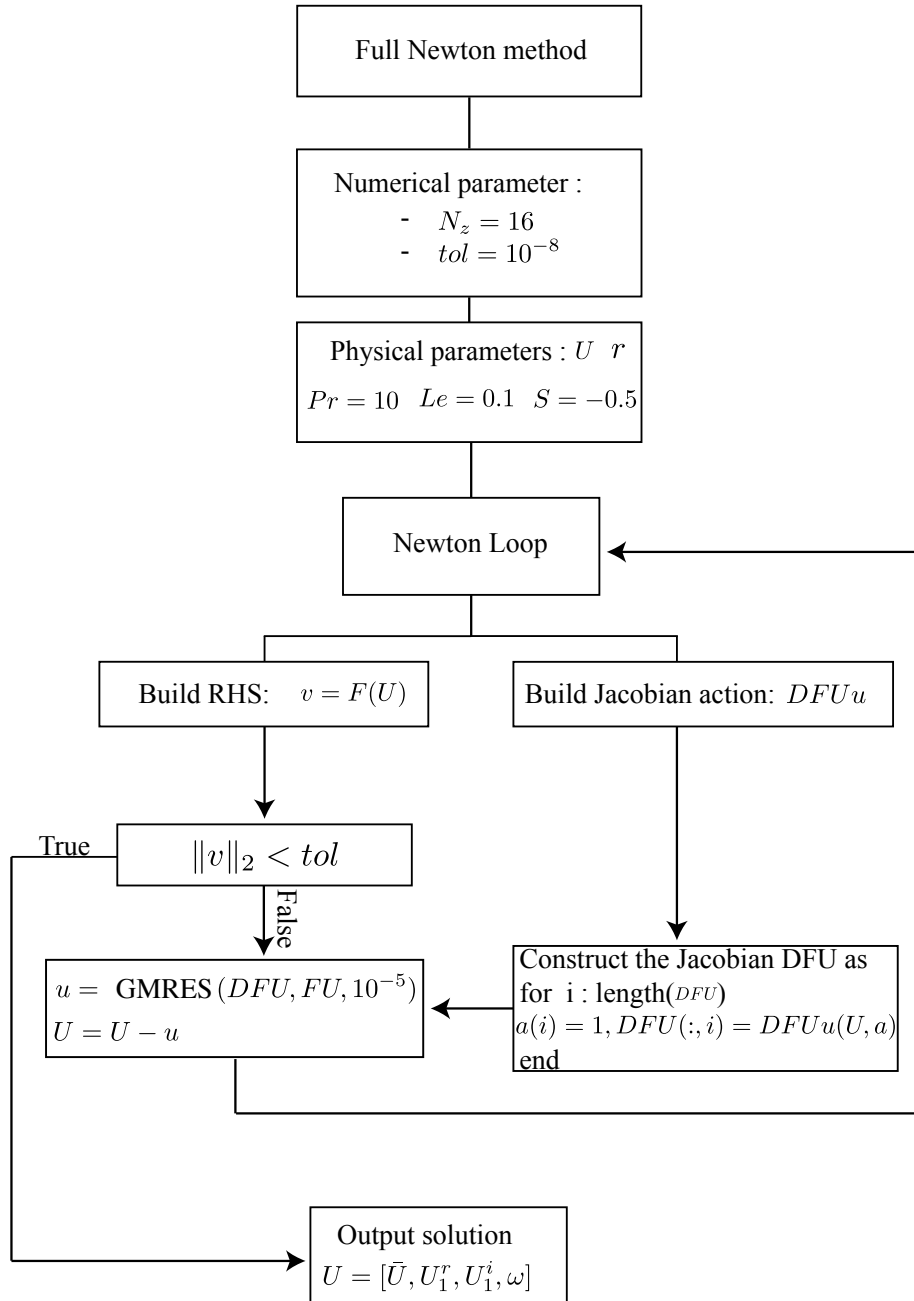 Full Newton method
Numerical parameter :
- $N_z = 16$
- $tol = 10^{-8}$
Physical parameters : $U$ $r$
$Pr = 10$ $Le = 0.1$ $S = -0.5$
Newton Loop
Build RHS: $v = F(U)$
Build Jacobian action: $DFUu$
True
$\|v\|_2 < tol$
False
$u =$ GMRES$(DFU, FU, 10^{-5})$
$U = U - u$
Construct the Jacobian DFU as
for i : length($DFU$)
$a(i) = 1, DFU(:, i) = DFUu(U, a)$
end
Output solution
$U = [\bar{U}, U_1^r, U_1^i, \omega]$